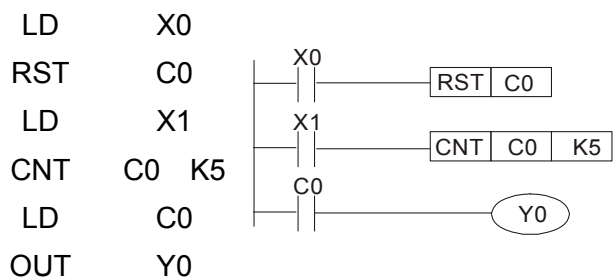 LD X0
RST C0
LD X1
CNT C0 K5
LD C0
OUT Y0
X0
RST C0
X1
CNT C0 K5
C0
Y0